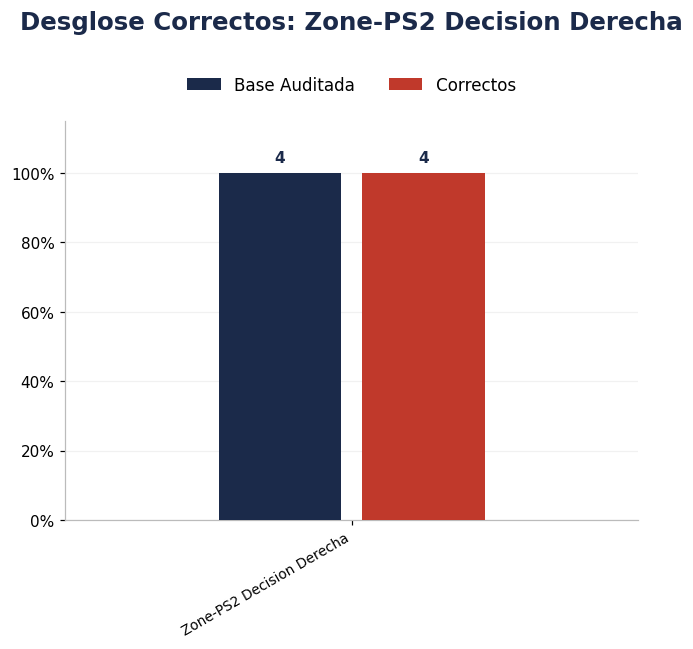 Desglose Correctos: Zone-PS2 Decision Derecha
Base Auditada Correctos
4 4
100%
80%
60%
40%
20%
0%
Zone-PS2 Decision Derecha